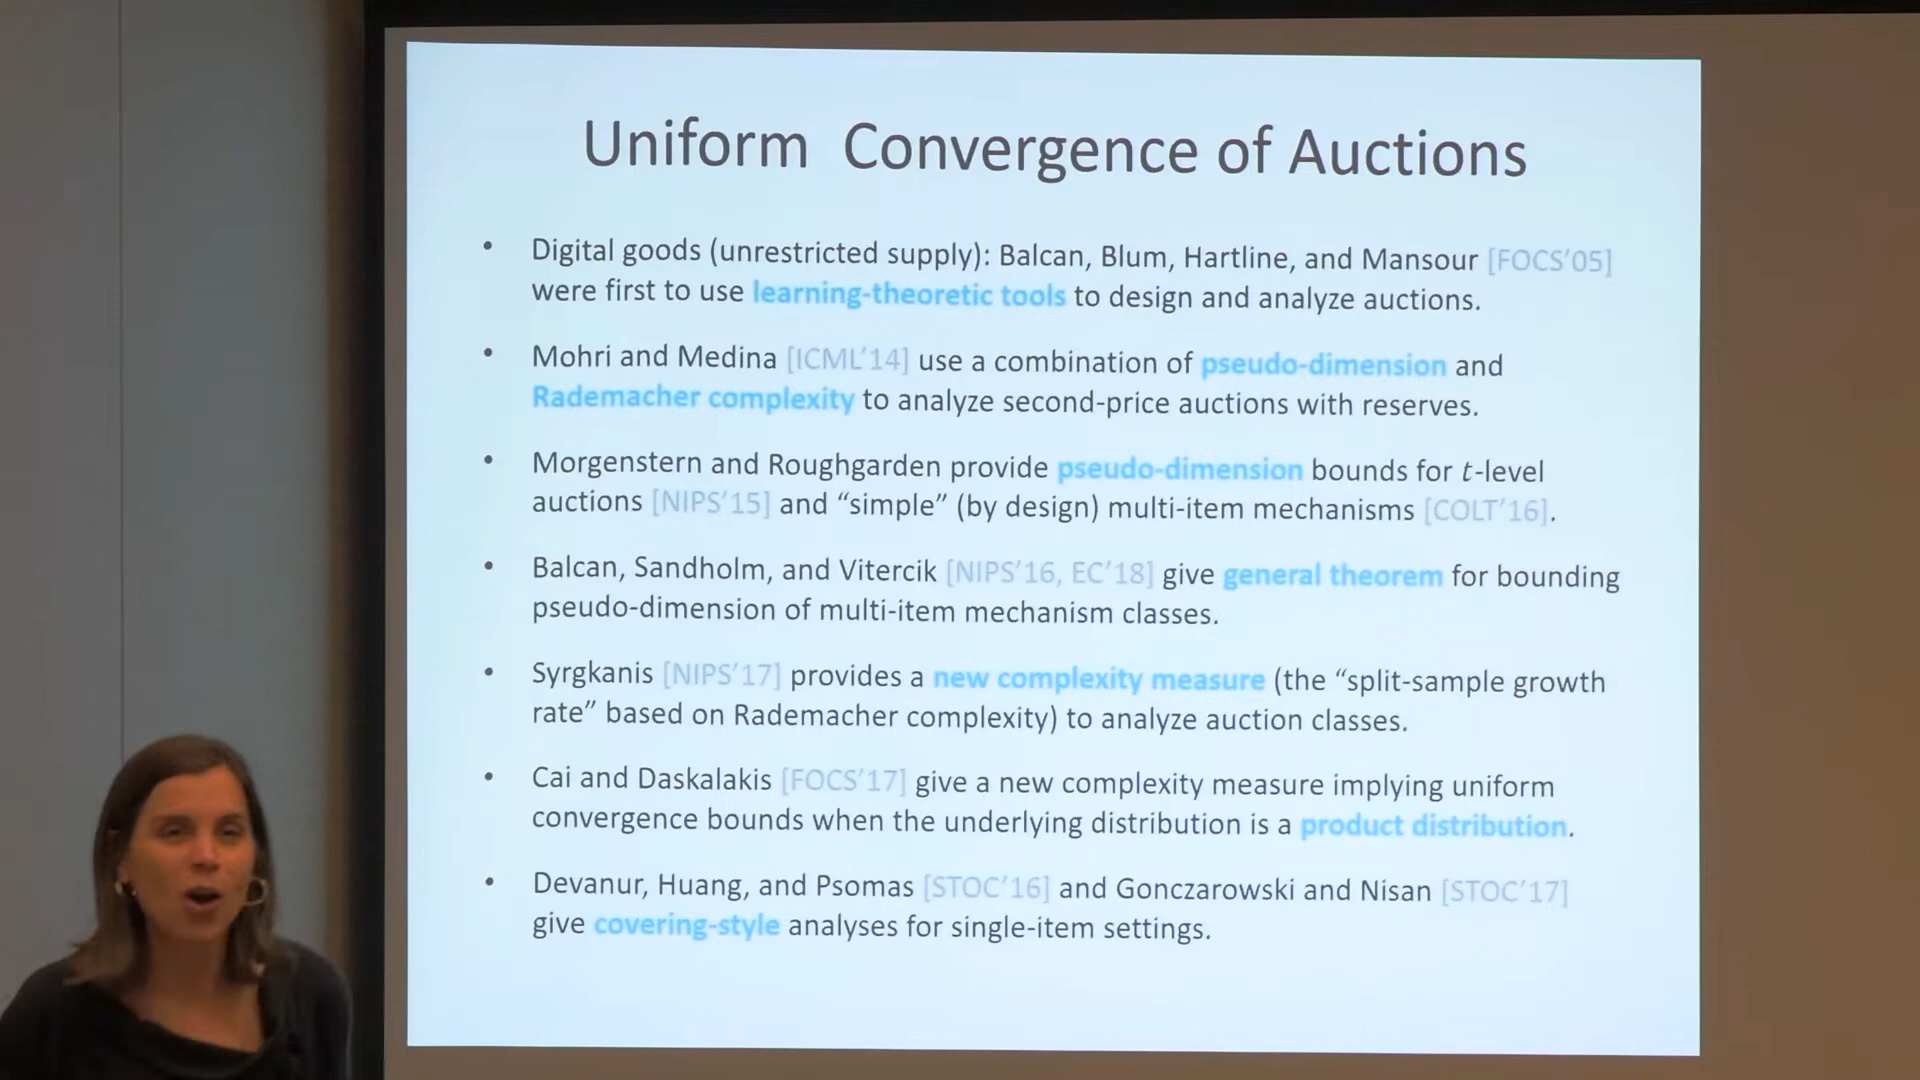 Uniform Convergence of Auctions
• Digital goods (unrestricted supply): Balcan, Blum, Hartline, and Mansour [FOCS'05]
were first to use learning-theoretic tools to design and analyze auctions.
• Mohri and Medina [ICML'14] use a combination of pseudo-dimension and
Rademacher complexity to analyze second-price auctions with reserves.
• Morgenstern and Roughgarden provide pseudo-dimension bounds for t-level
auctions [NIPS'15] and “simple” (by design) multi-item mechanisms [COLT'16].
• Balcan, Sandholm, and Vitercik [NIPS'16, EC'18] give general theorem for bounding
pseudo-dimension of multi-item mechanism classes.
• Syrgkanis [NIPS'17] provides a new complexity measure (the “split-sample growth
rate” based on Rademacher complexity) to analyze auction classes.
• Cai and Daskalakis [FOCS'17] give a new complexity measure implying uniform
convergence bounds when the underlying distribution is a product distribution.
• Devanur, Huang, and Psomas [STOC'16] and Gonczarowski and Nisan [STOC'17]
give covering-style analyses for single-item settings.